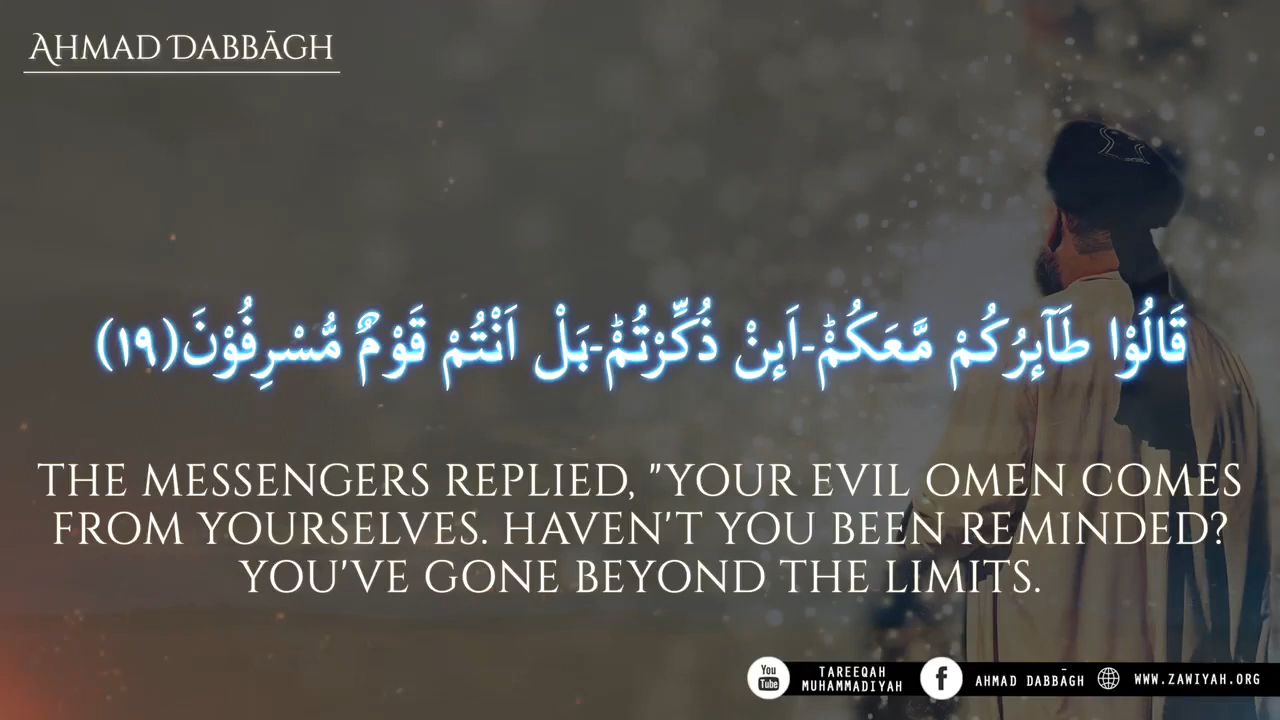 AHMAD DABBĀGH
قَالُوْا طَآىٕرُكُمْ مَّعَكُمْؕ-اَىٕنْ ذُكِّرْتُمْؕ-بَلْ اَنْتُمْ قَوْمٌ مُّسْرِفُوْنَ(۱۹)
THE MESSENGERS REPLIED, "YOUR EVIL OMEN COMES
FROM YOURSELVES. HAVEN'T YOU BEEN REMINDED?
YOU'VE GONE BEYOND THE LIMITS.
You Tube TAREEQAH MUHAMMADIYAH f AHMAD DABBĀGH WWW.ZAWIYAH.ORG